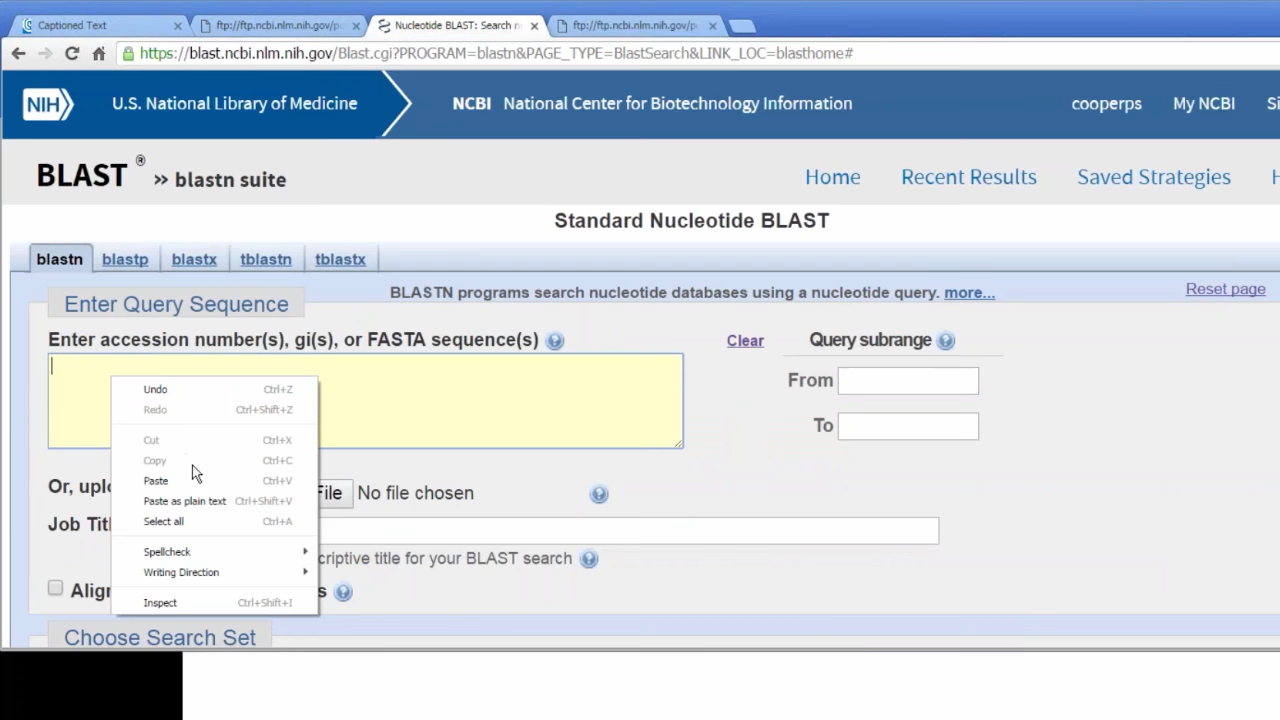 Captioned Text
ftp://ftp.ncbi.nlm.nih.gov/p
Nucleotide BLAST: Search n
ftp://ftp.ncbi.nlm.nih.gov/p
https://blast.ncbi.nlm.nih.gov/Blast.cgi?PROGRAM=blastn&PAGE_TYPE=BlastSearch&LINK_LOC=blasthome#
NIH U.S. National Library of Medicine NCBI National Center for Biotechnology Information cooperps My NCBI Si
BLAST ® » blastn suite Home Recent Results Saved Strategies H
Standard Nucleotide BLAST
blastn blastp blastx tblastn tblastx
Enter Query Sequence BLASTN programs search nucleotide databases using a nucleotide query. more... Reset page
Enter accession number(s), gi(s), or FASTA sequence(s) Clear Query subrange
From
To
Undo Ctrl+Z
Redo Ctrl+Shift+Z
Cut Ctrl+X
Copy Ctrl+C
Paste Ctrl+V
Paste as plain text Ctrl+Shift+V
Select all Ctrl+A
Spellcheck
Writing Direction
Inspect Ctrl+Shift+I
Or, uplo File No file chosen
Job Titl
criptive title for your BLAST search
Align s
Choose Search Set